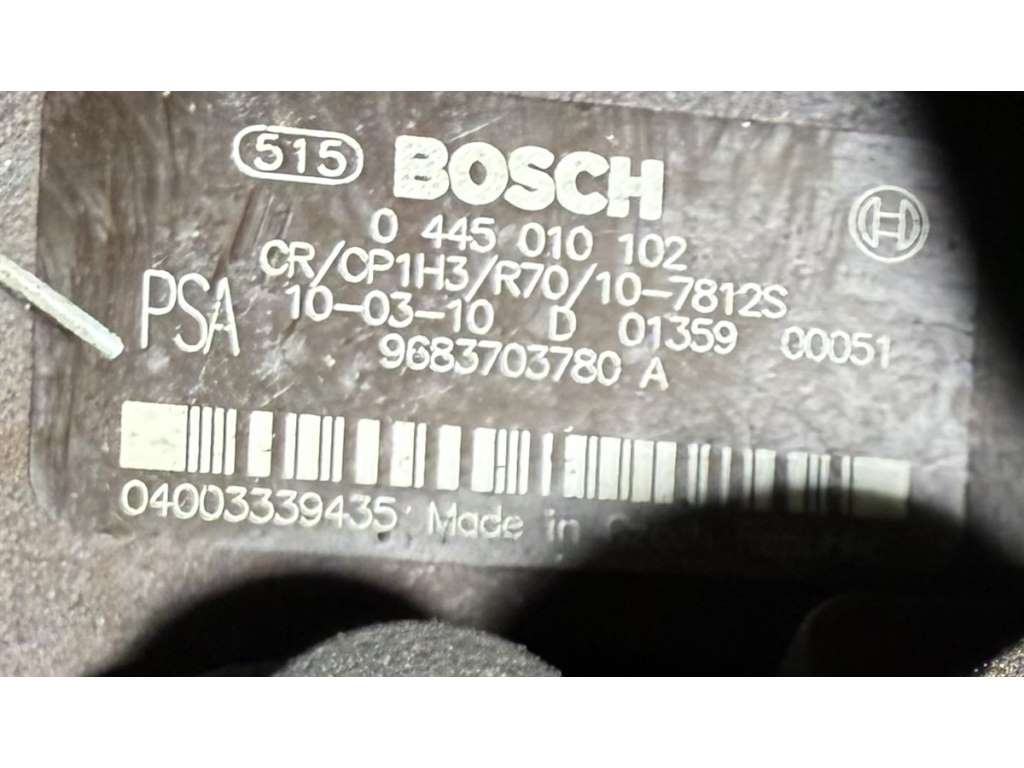 515 BOSCH
0 445 010 102
CR/CP1H3/R70/10-7812S
PSA 10-03-10 D 01359 00051
9683703780 A
04003339435 Made in